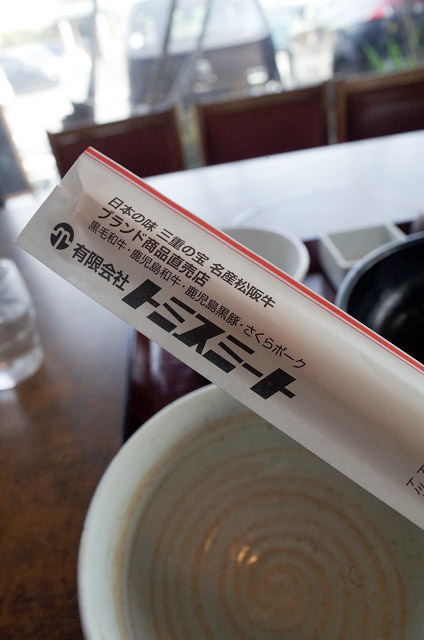 日本の味 三重の宝 名産松阪牛
ブランド商品直売店
黒毛和牛・鹿児島和牛・鹿児島黒豚・さくらポーク
有限会社 トミスミート